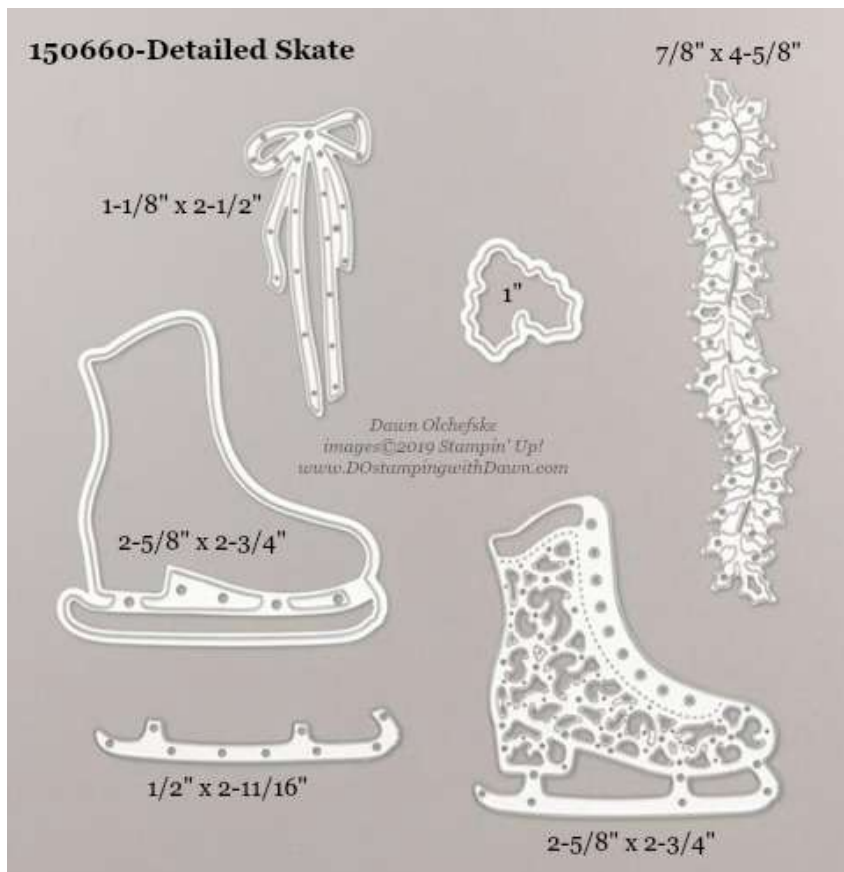 150660-Detailed Skate
7/8" x 4-5/8"
1-1/8" x 2-1/2"
1"
Dawn Olchefske
images©2019 Stampin' Up!
www.DOstampingwithDawn.com
2-5/8" x 2-3/4"
1/2" x 2-11/16"
2-5/8" x 2-3/4"